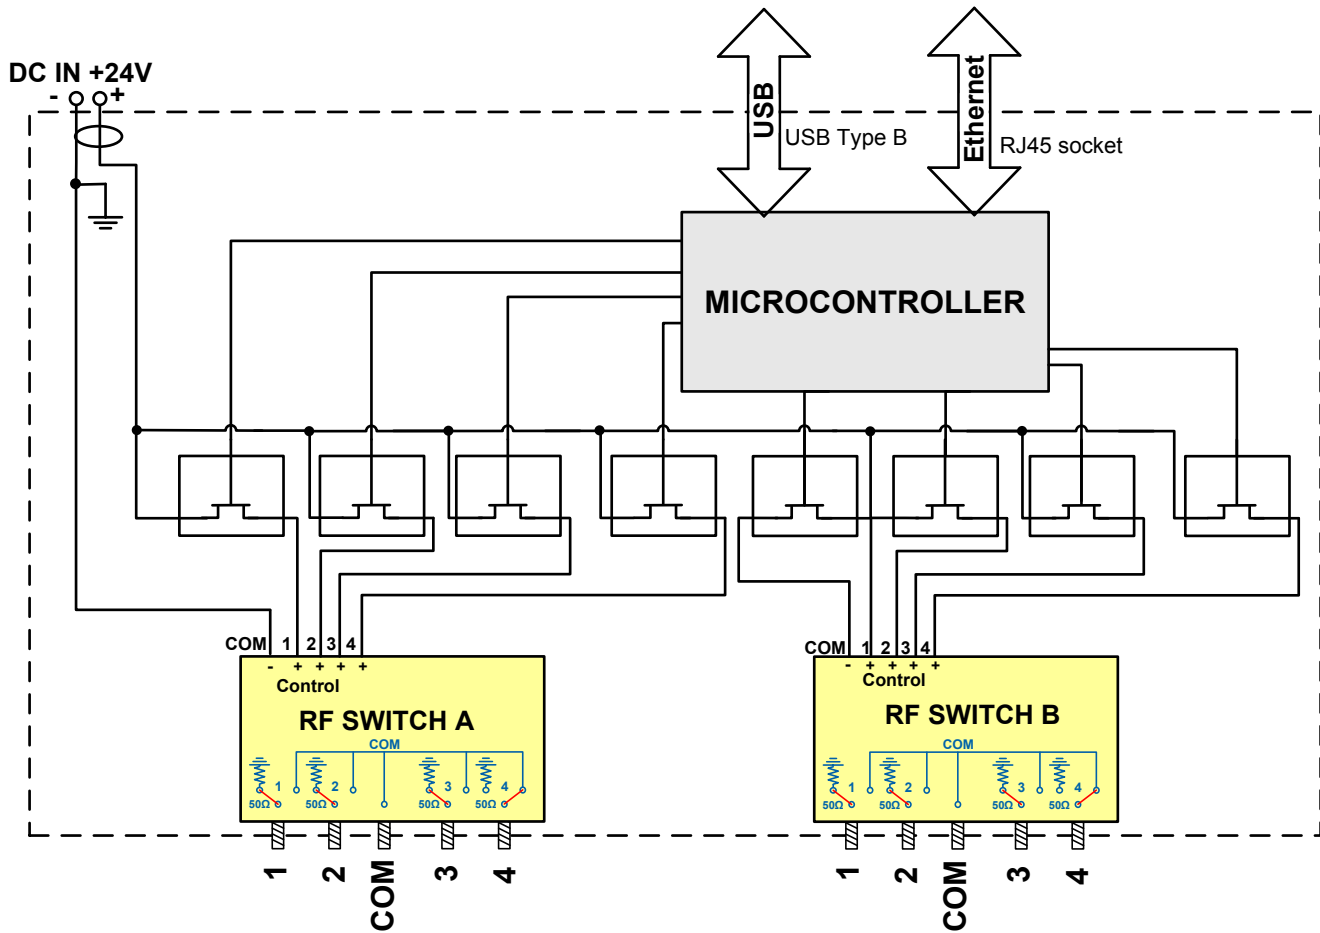 DC IN +24V
- +
USB
USB Type B
Ethernet
RJ45 socket
MICROCONTROLLER
COM 1 2 3 4
- + + + +
Control
RF SWITCH A
COM
1 2 3 4
50Ω 50Ω 50Ω 50Ω
1 2 COM 3 4
COM 1 2 3 4
- + + + +
Control
RF SWITCH B
COM
1 2 3 4
50Ω 50Ω 50Ω 50Ω
1 2 COM 3 4